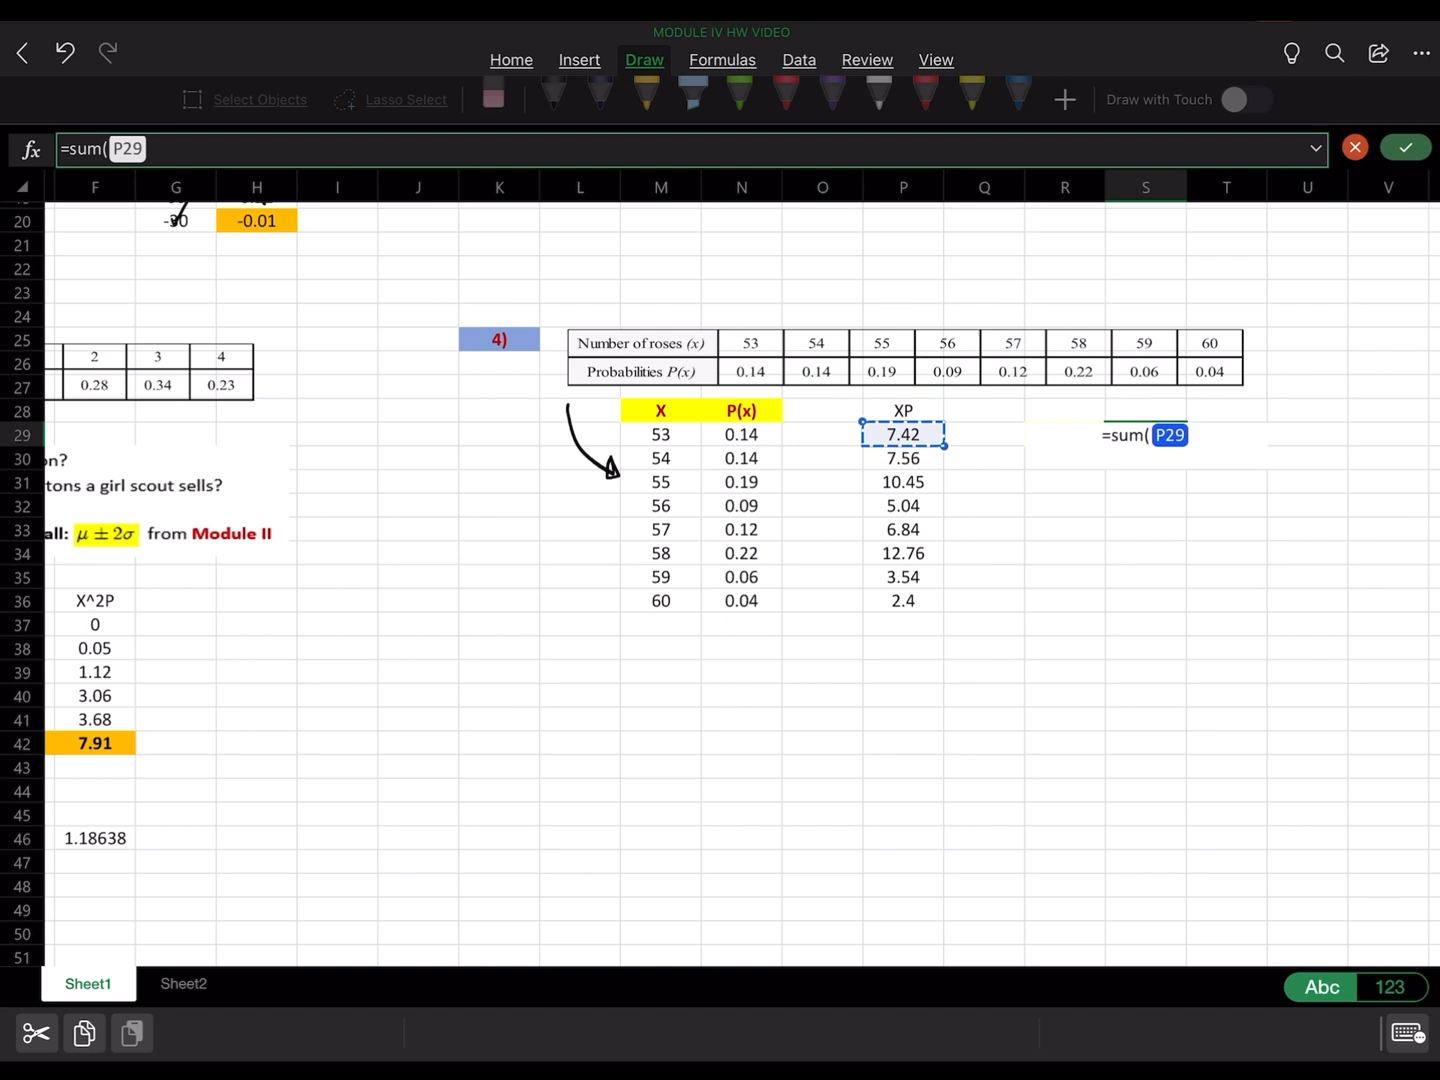 MODULE IV HW VIDEO
Home Insert Draw Formulas Data Review View
Select Objects Lasso Select Draw with Touch
fx =sum( P29
F G H I J K L M N O P Q R S T U V
20 -30 -0.01
21
22
23
24
25 4) Number of roses (x) 53 54 55 56 57 58 59 60
26 2 3 4
27 0.28 0.34 0.23 Probabilities P(x) 0.14 0.14 0.19 0.09 0.12 0.22 0.06 0.04
28 X P(x) XP
29 53 0.14 7.42 =sum( P29
30 on? 54 0.14 7.56
31 tons a girl scout sells? 55 0.19 10.45
32 56 0.09 5.04
33 all: μ ± 2σ from Module II 57 0.12 6.84
34 58 0.22 12.76
35 59 0.06 3.54
36 X^2P 60 0.04 2.4
37 0
38 0.05
39 1.12
40 3.06
41 3.68
42 7.91
43
44
45
46 1.18638
47
48
49
50
51
Sheet1 Sheet2 Abc 123